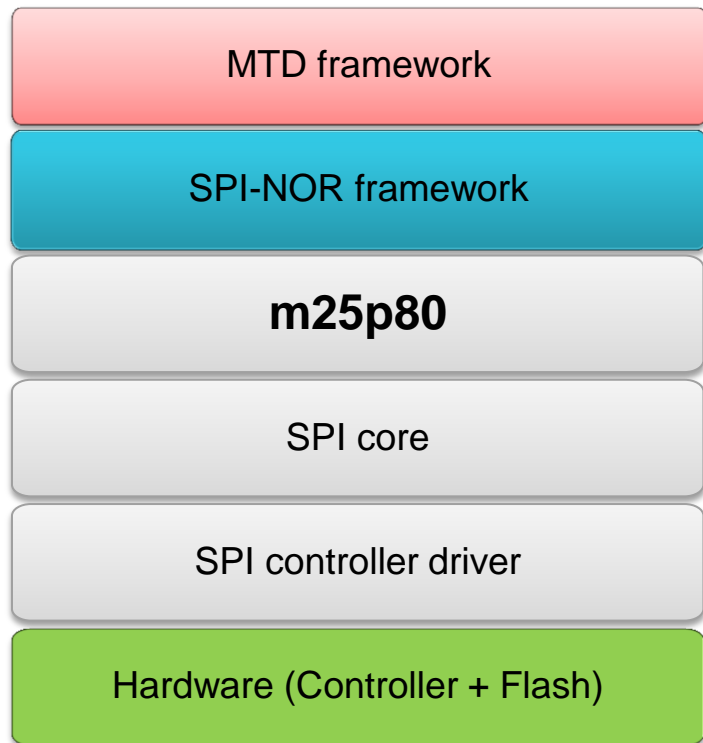 MTD framework
SPI-NOR framework
m25p80
SPI core
SPI controller driver
Hardware (Controller + Flash)